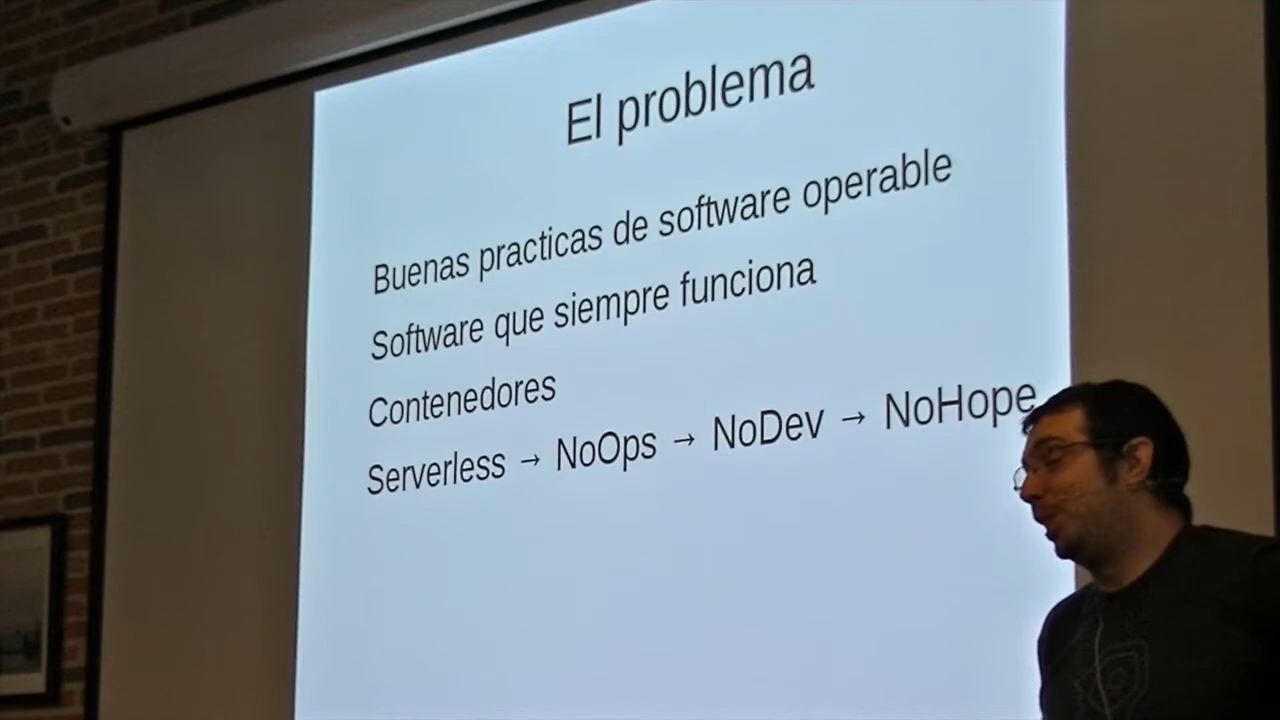 El problema
Buenas practicas de software operable
Software que siempre funciona
Contenedores
Serverless → NoOps → NoDev → NoHope